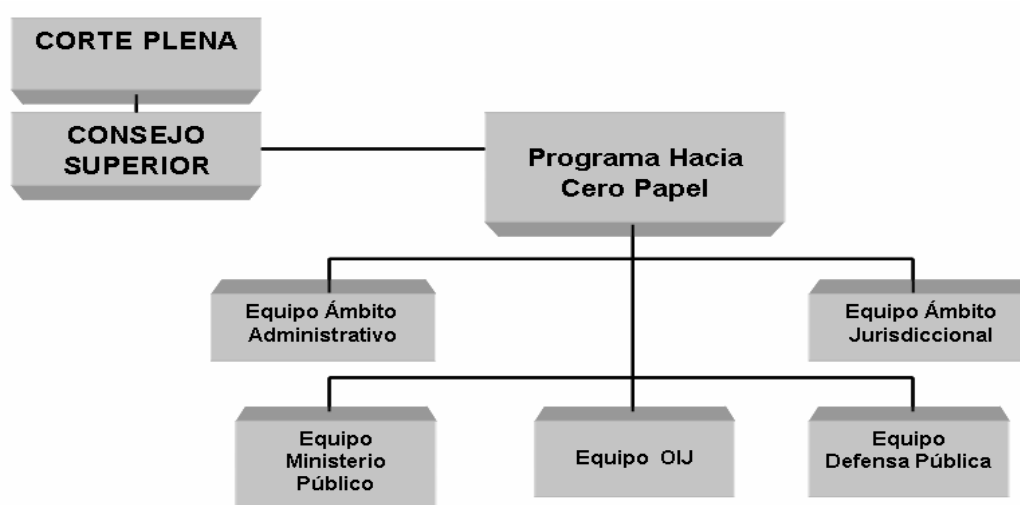 CORTE PLENA
CONSEJO
SUPERIOR
Programa Hacia
Cero Papel
Equipo Ámbito
Administrativo
Equipo Ámbito
Jurisdiccional
Equipo
Ministerio
Público
Equipo OIJ
Equipo
Defensa Pública